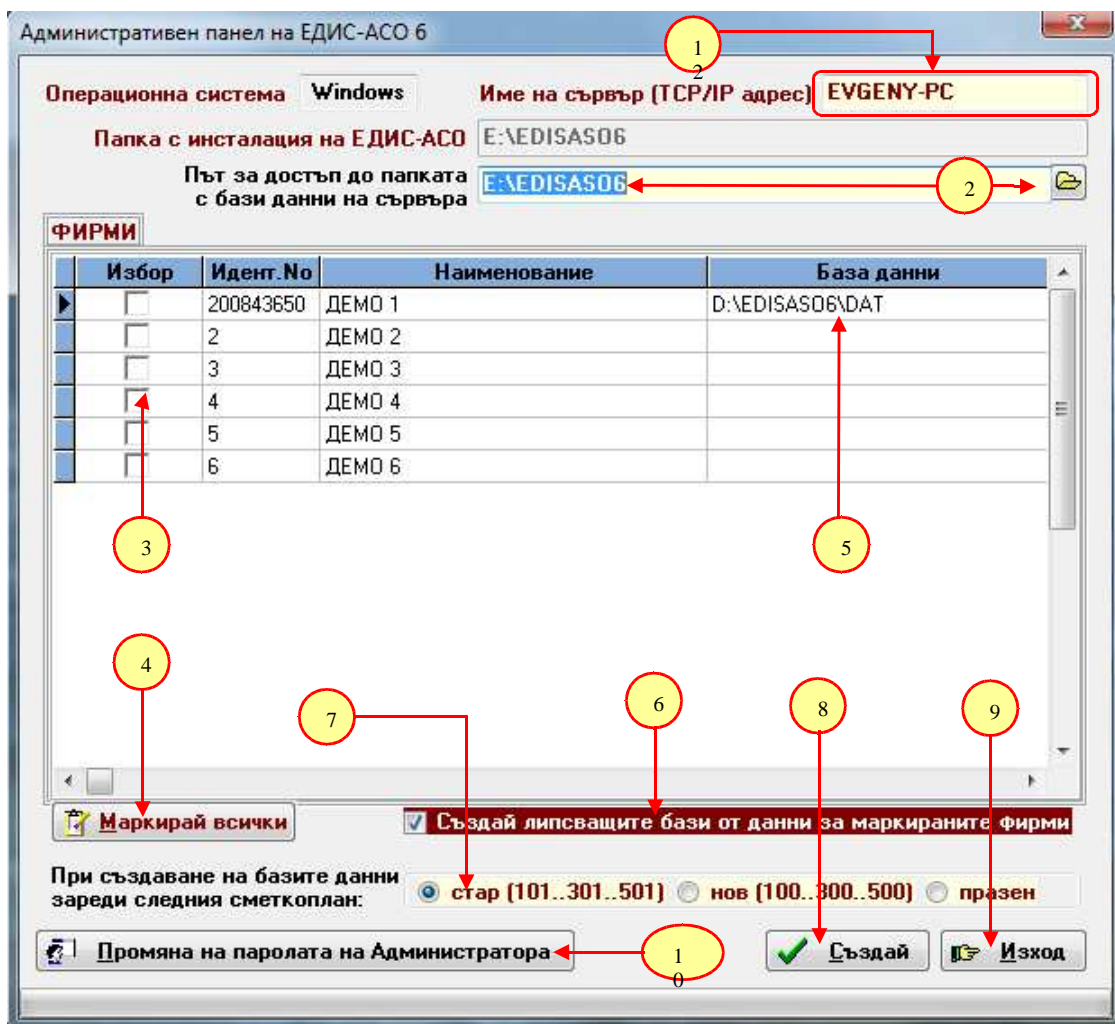 Административен панел на ЕДИС-АСО 6
12
Операционна система Windows Име на сървър (TCP/IP адрес) EVGENY-PC
Папка с инсталация на ЕДИС-АСО E:\EDISASO6
Път за достъп до папката
с бази данни на сървъра E:\EDISASO6 2
ФИРМИ
Избор Идент.No Наименование База данни
200843650 ДЕМО 1 D:\EDISASO6\DAT
2 ДЕМО 2
3 ДЕМО 3
4 ДЕМО 4
5 ДЕМО 5
6 ДЕМО 6
3 5
4
7 6 8 9
Маркирай всички Създай липсващите бази от данни за маркираните фирми
При създаване на базите данни
зареди следния сметкоплан: стар (101..301..501) нов (100..300..500) празен
Промяна на паролата на Администратора 10 Създай Изход